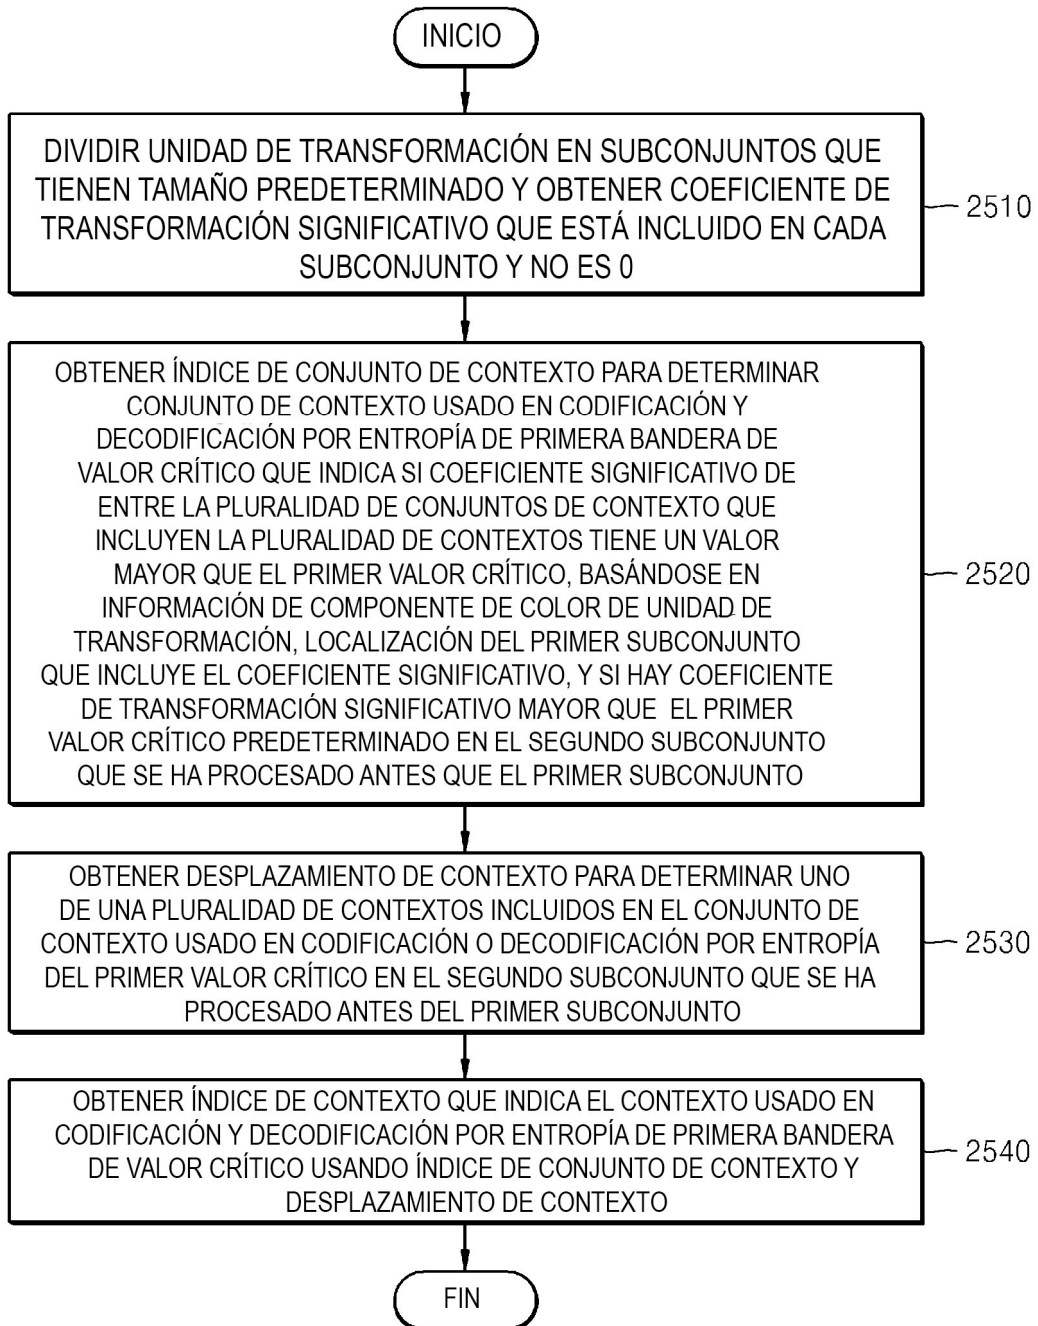 INICIO
DIVIDIR UNIDAD DE TRANSFORMACIÓN EN SUBCONJUNTOS QUE
TIENEN TAMAÑO PREDETERMINADO Y OBTENER COEFICIENTE DE
TRANSFORMACIÓN SIGNIFICATIVO QUE ESTÁ INCLUIDO EN CADA
SUBCONJUNTO Y NO ES 0
2510
OBTENER ÍNDICE DE CONJUNTO DE CONTEXTO PARA DETERMINAR
CONJUNTO DE CONTEXTO USADO EN CODIFICACIÓN Y
DECODIFICACIÓN POR ENTROPÍA DE PRIMERA BANDERA DE
VALOR CRÍTICO QUE INDICA SI COEFICIENTE SIGNIFICATIVO DE
ENTRE LA PLURALIDAD DE CONJUNTOS DE CONTEXTO QUE
INCLUYEN LA PLURALIDAD DE CONTEXTOS TIENE UN VALOR
MAYOR QUE EL PRIMER VALOR CRÍTICO, BASÁNDOSE EN
INFORMACIÓN DE COMPONENTE DE COLOR DE UNIDAD DE
TRANSFORMACIÓN, LOCALIZACIÓN DEL PRIMER SUBCONJUNTO
QUE INCLUYE EL COEFICIENTE SIGNIFICATIVO, Y SI HAY COEFICIENTE
DE TRANSFORMACIÓN SIGNIFICATIVO MAYOR QUE EL PRIMER
VALOR CRÍTICO PREDETERMINADO EN EL SEGUNDO SUBCONJUNTO
QUE SE HA PROCESADO ANTES QUE EL PRIMER SUBCONJUNTO
2520
OBTENER DESPLAZAMIENTO DE CONTEXTO PARA DETERMINAR UNO
DE UNA PLURALIDAD DE CONTEXTOS INCLUIDOS EN EL CONJUNTO DE
CONTEXTO USADO EN CODIFICACIÓN O DECODIFICACIÓN POR ENTROPÍA
DEL PRIMER VALOR CRÍTICO EN EL SEGUNDO SUBCONJUNTO QUE SE HA
PROCESADO ANTES DEL PRIMER SUBCONJUNTO
2530
OBTENER ÍNDICE DE CONTEXTO QUE INDICA EL CONTEXTO USADO EN
CODIFICACIÓN Y DECODIFICACIÓN POR ENTROPÍA DE PRIMERA BANDERA
DE VALOR CRÍTICO USANDO ÍNDICE DE CONJUNTO DE CONTEXTO Y
DESPLAZAMIENTO DE CONTEXTO
2540
FIN